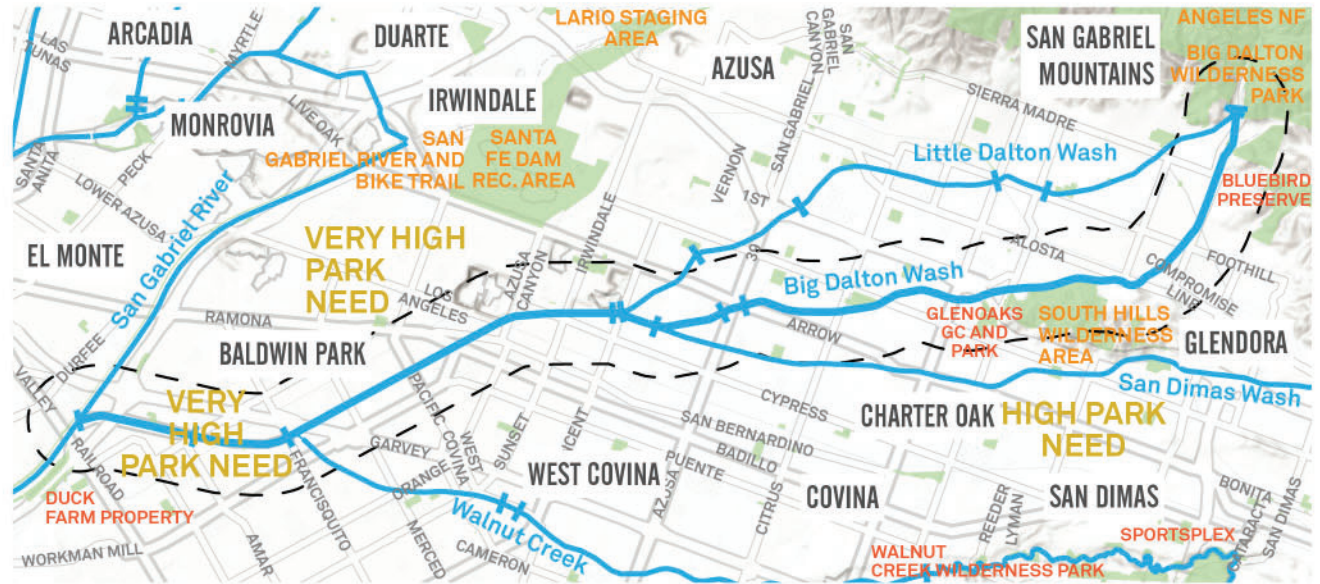 ARCADIA
DUARTE
LARIO STAGING
AREA
AZUSA
SAN GABRIEL
MOUNTAINS
ANGELES NF
BIG DALTON
WILDERNESS
PARK
LAS
TUNAS
MYRTLE
SAN
GABRIEL
CANYON
IRWINDALE
MONROVIA
LIVE OAK
SIERRA MADRE
SANTA
ANITA
PECK
SAN
GABRIEL RIVER AND
BIKE TRAIL
SANTA
FE DAM
REC. AREA
VERNON
SAN GABRIEL
Little Dalton Wash
LOWER AZUSA
1ST
BLUEBIRD
PRESERVE
EL MONTE
San Gabriel River
VERY HIGH
PARK
NEED
IRWINDALE
AZUSA
CANYON
39
ALOSTA
COMPROMISE
LINE
FOOTHILL
Big Dalton Wash
LOS
ANGELES
RAMONA
ARROW
GLENOAKS
GC AND
PARK
SOUTH HILLS
WILDERNESS
AREA
GLENDORA
DURFEE
VALLEY
BALDWIN PARK
San Dimas Wash
VERY
HIGH
PARK NEED
PACIFIC
WEST
COVINA
SUNSET
CYPRESS
CHARTER OAK
HIGH PARK
NEED
SAN BERNARDINO
BADILLO
PUENTE
GARVEY
ORANGE
RAILROAD
FRANCISQUITO
WEST COVINA
AZUSA
CITRUS
COVINA
SAN DIMAS
BONITA
REEDER
LYMAN
DUCK
FARM PROPERTY
Walnut Creek
WORKMAN MILL
AMAR
MERCED
CAMERON
WALNUT
CREEK WILDERNESS PARK
SPORTSPLEX
CATARACT
SAN DIMAS